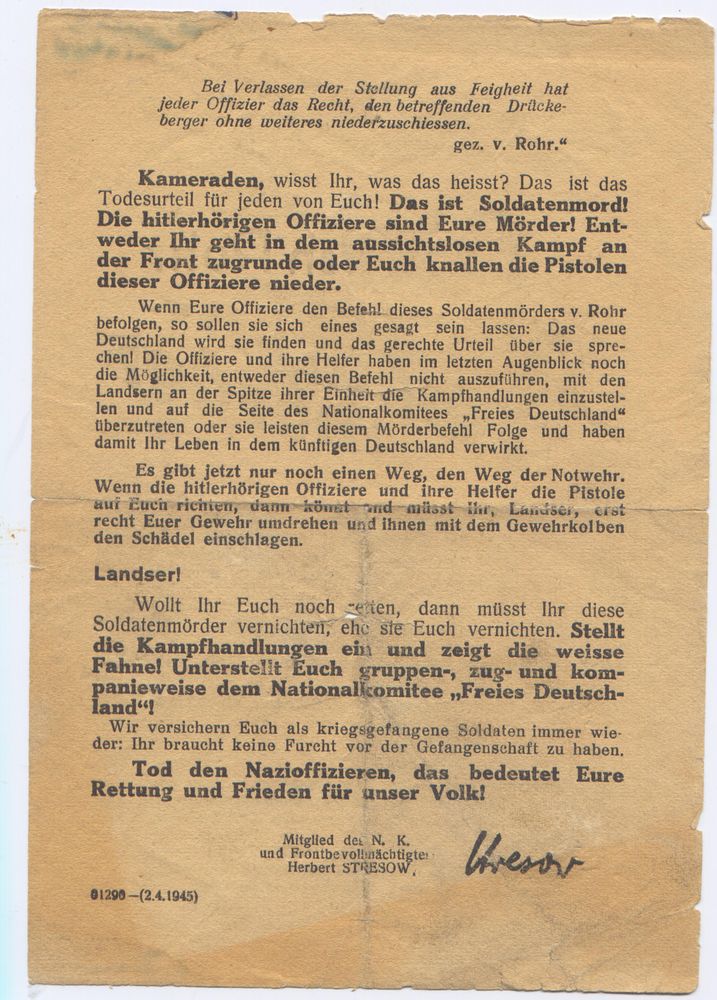 Bei Verlassen der Stellung aus Feigheit hat
jeder Offizier das Recht, den betreffenden Drücke-
berger ohne weiteres niederzuschiessen.
gez. v. Rohr.“
Kameraden, wisst Ihr, was das heisst? Das ist das
Todesurteil für jeden von Euch! Das ist Soldatenmord!
Die hitlerhörigen Offiziere sind Eure Mörder! Ent-
weder Ihr geht in dem aussichtslosen Kampf an
der Front zugrunde oder Euch knallen die Pistolen
dieser Offiziere nieder.
Wenn Eure Offiziere den Befehl dieses Soldatenmörders v. Rohr
befolgen, so sollen sie sich eines gesagt sein lassen: Das neue
Deutschland wird sie finden und das gerechte Urteil über sie spre-
chen! Die Offiziere und ihre Helfer haben im letzten Augenblick noch
die Möglichkeit, entweder diesen Befehl nicht auszuführen, mit den
Landsern an der Spitze ihrer Einheit die Kampfhandlungen einzustel-
len und auf die Seite des Nationalkomitees „Freies Deutschland“
überzutreten oder sie leisten diesem Mörderbefehl Folge und haben
damit Ihr Leben in dem künftigen Deutschland verwirkt.
Es gibt jetzt nur noch einen Weg, den Weg der Notwehr.
Wenn die hitlerhörigen Offiziere und ihre Helfer die Pistole
auf Euch richten, dann könnt und müsst Ihr, Landser, erst
recht Euer Gewehr umdrehen und ihnen mit dem Gewehrkolben
den Schädel einschlagen.
Landser!
Wollt Ihr Euch noch retten, dann müsst Ihr diese
Soldatenmörder vernichten, ehe sie Euch vernichten. Stellt
die Kampfhandlungen ein und zeigt die weisse
Fahne! Unterstellt Euch gruppen-, zug- und kom-
panieweise dem Nationalkomitee „Freies Deutsch-
land“!
Wir versichern Euch als kriegsgefangene Soldaten immer wie-
der: Ihr braucht keine Furcht vor der Gefangenschaft zu haben.
Tod den Nazioffizieren, das bedeutet Eure
Rettung und Frieden für unser Volk!
Mitglied des N. K.
und Frontbevollmächtigter
Herbert STRESOW.
Stresow
01290—(2.4.1945)